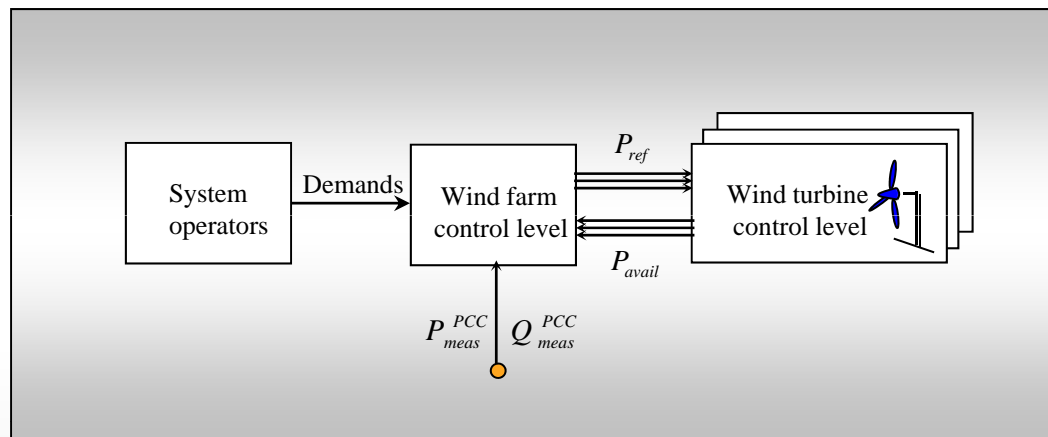 System
operators
Demands
Wind farm
control level
P_ref
P_avail
Wind turbine
control level
P_meas^PCC Q_meas^PCC